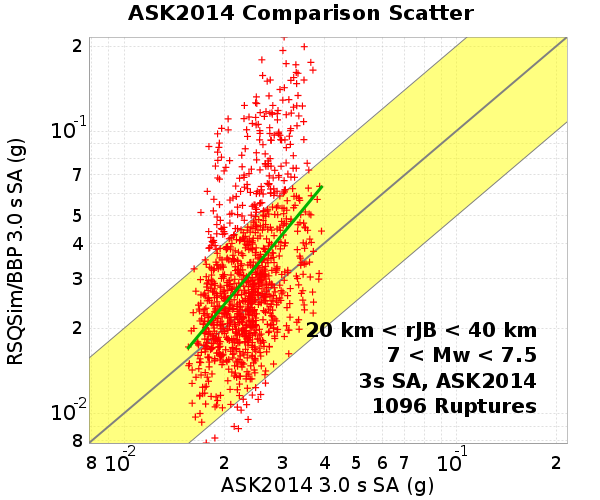 ASK2014 Comparison Scatter
RSQSim/BBP 3.0 s SA (g)
2
10⁻¹
7
5
4
3
2
10⁻²
8
20 km < rJB < 40 km
7 < Mw < 7.5
3s SA, ASK2014
1096 Ruptures
8 10⁻² 2 3 4 5 6 7 10⁻¹ 2
ASK2014 3.0 s SA (g)